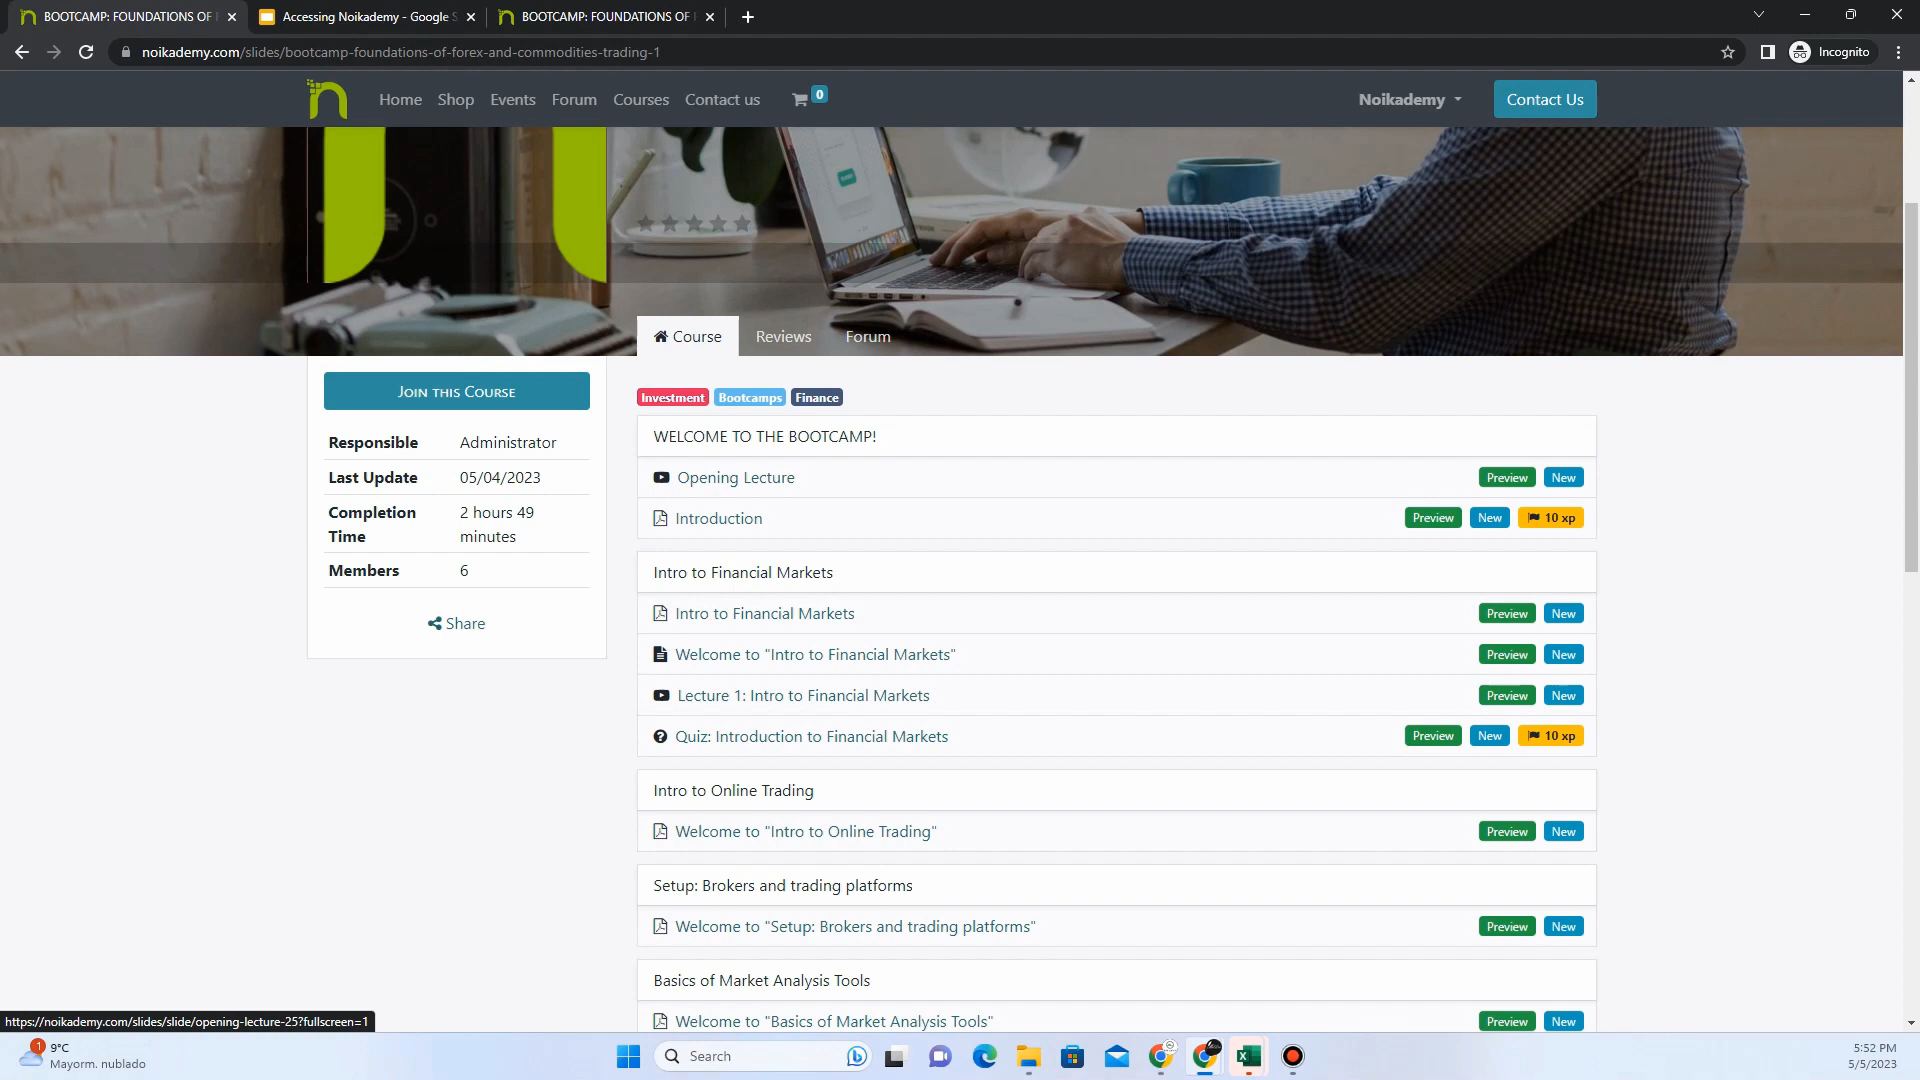 BOOTCAMP: FOUNDATIONS OF
Accessing Noikademy - Google S
BOOTCAMP: FOUNDATIONS OF
noikademy.com/slides/bootcamp-foundations-of-forex-and-commodities-trading-1
Incognito
Home Shop Events Forum Courses Contact us 0
Noikademy
Contact Us
Course Reviews Forum
Join this Course
Responsible Administrator
Last Update 05/04/2023
Completion Time 2 hours 49 minutes
Members 6
Share
Investment Bootcamps Finance
WELCOME TO THE BOOTCAMP!
Opening Lecture Preview New
Introduction Preview New 10 xp
Intro to Financial Markets
Intro to Financial Markets Preview New
Welcome to "Intro to Financial Markets" Preview New
Lecture 1: Intro to Financial Markets Preview New
Quiz: Introduction to Financial Markets Preview New 10 xp
Intro to Online Trading
Welcome to "Intro to Online Trading" Preview New
Setup: Brokers and trading platforms
Welcome to "Setup: Brokers and trading platforms" Preview New
Basics of Market Analysis Tools
Welcome to "Basics of Market Analysis Tools" Preview New
https://noikademy.com/slides/slide/opening-lecture-25?fullscreen=1
1
9°C
Mayorm. nublado
Search
5:52 PM
5/5/2023